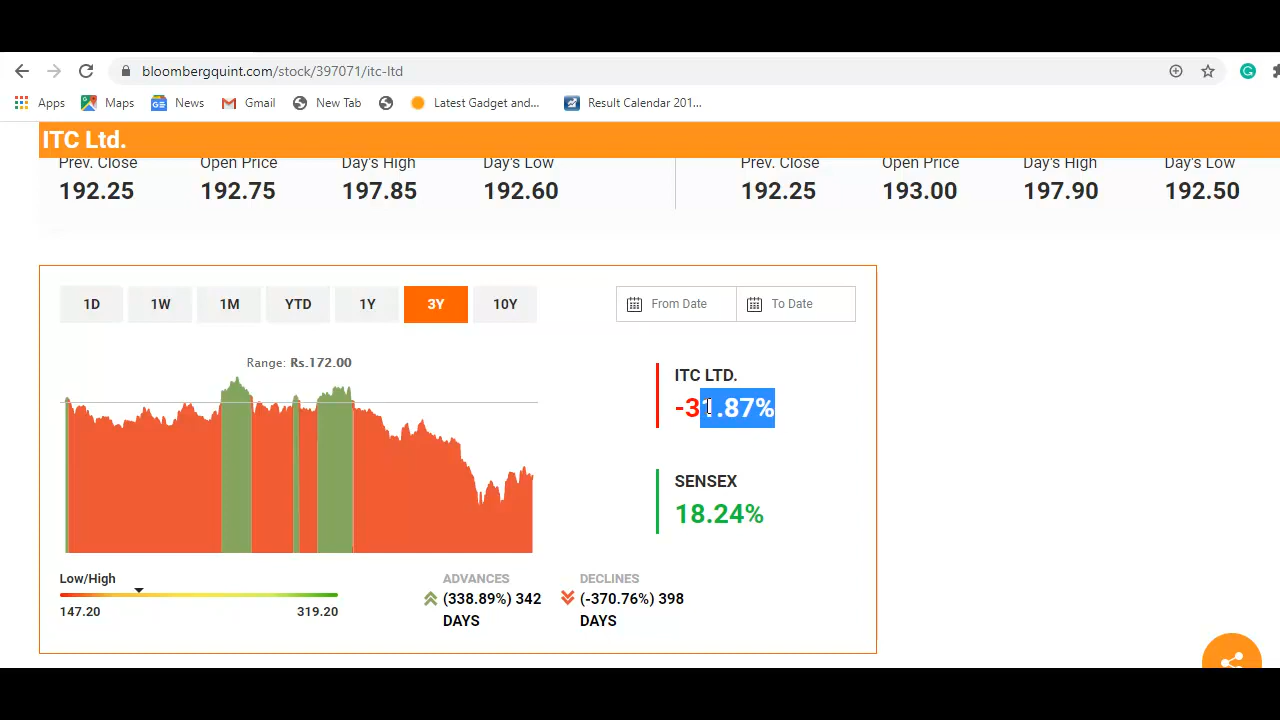 bloombergquint.com/stock/397071/itc-ltd
Apps Maps News Gmail New Tab Latest Gadget and... Result Calendar 201...
ITC Ltd.
Prev. Close Open Price Day's High Day's Low Prev. Close Open Price Day's High Day's Low
192.25 192.75 197.85 192.60 192.25 193.00 197.90 192.50
1D 1W 1M YTD 1Y 3Y 10Y From Date To Date
Range: Rs.172.00
ITC LTD.
-31.87%
SENSEX
18.24%
Low/High
147.20 319.20
ADVANCES
(338.89%) 342
DAYS
DECLINES
(-370.76%) 398
DAYS